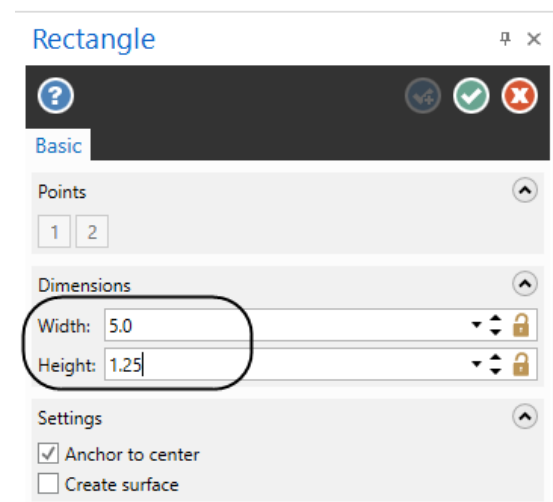 Rectangle
?
Basic
Points
1 2
Dimensions
Width: 5.0
Height: 1.25
Settings
Anchor to center
Create surface